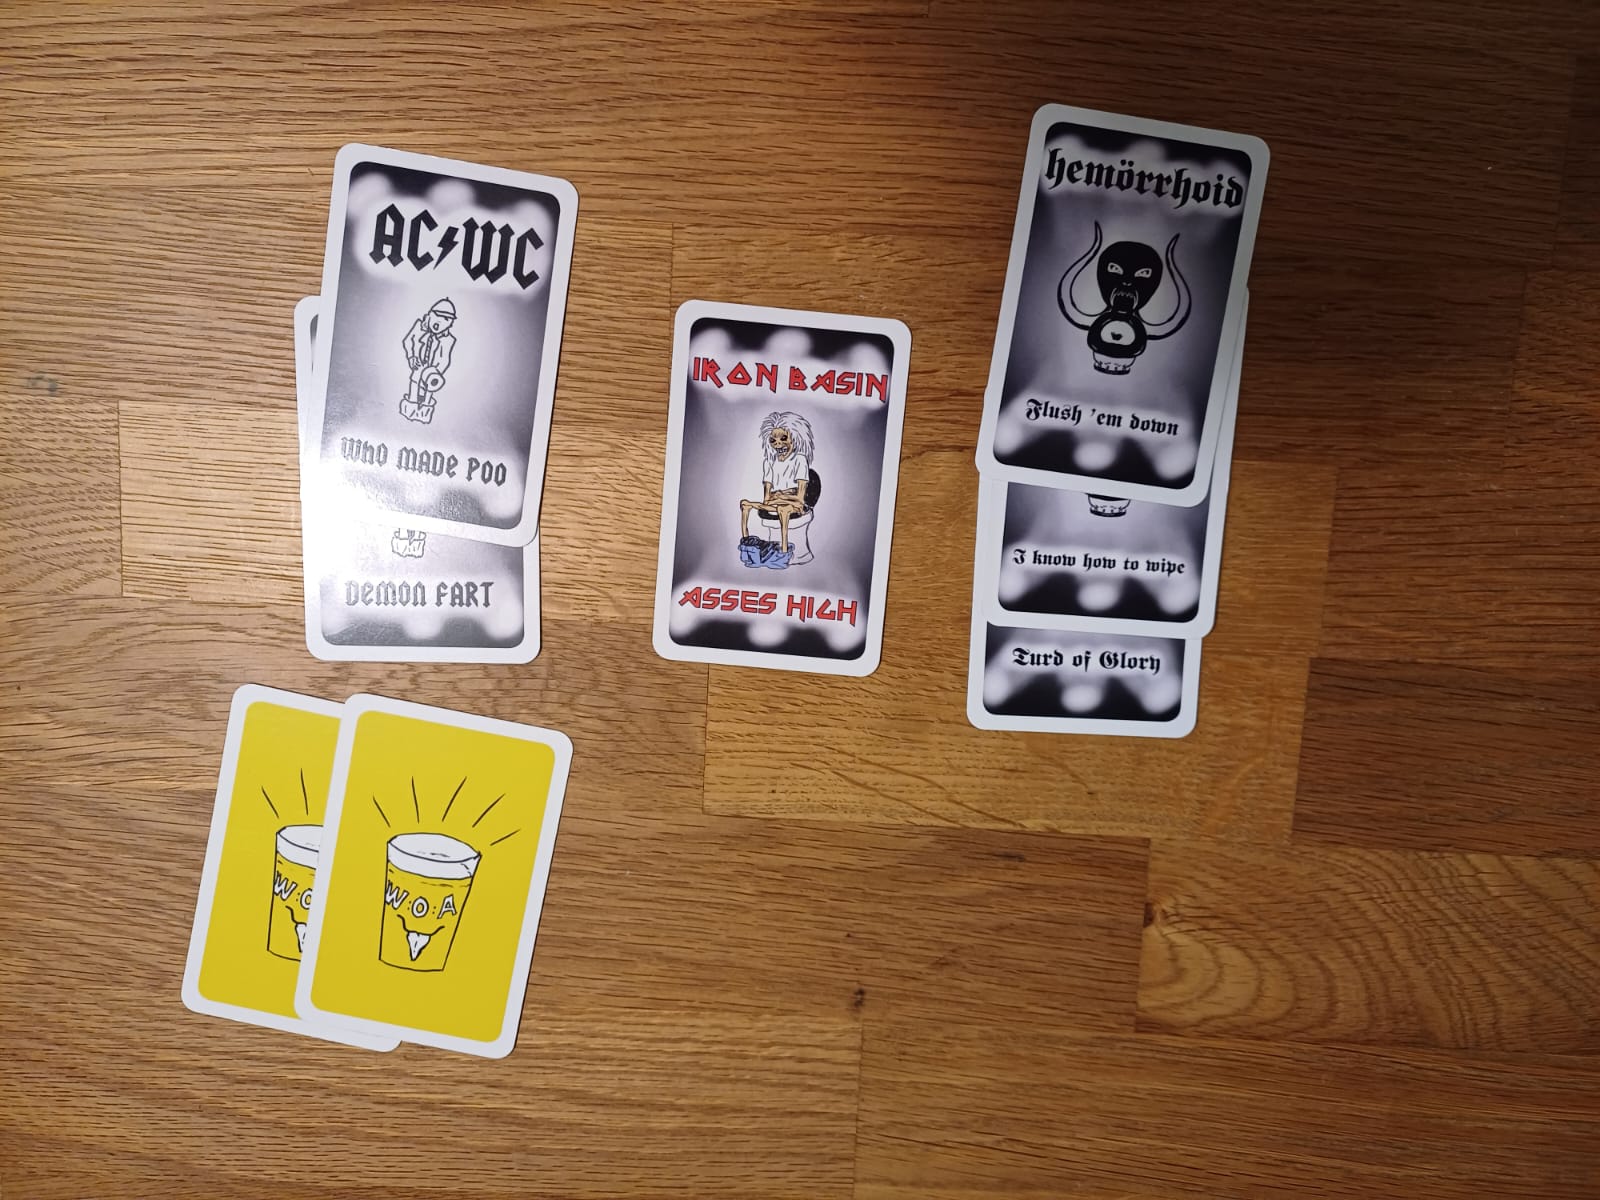 AC⚡WC
WHO MADE POO
DEMON FART
IRON BASIN
ASSES HIGH
hemörrhoid
Flush 'em down
I know how to wipe
Turd of Glory
W:O
W:O:A